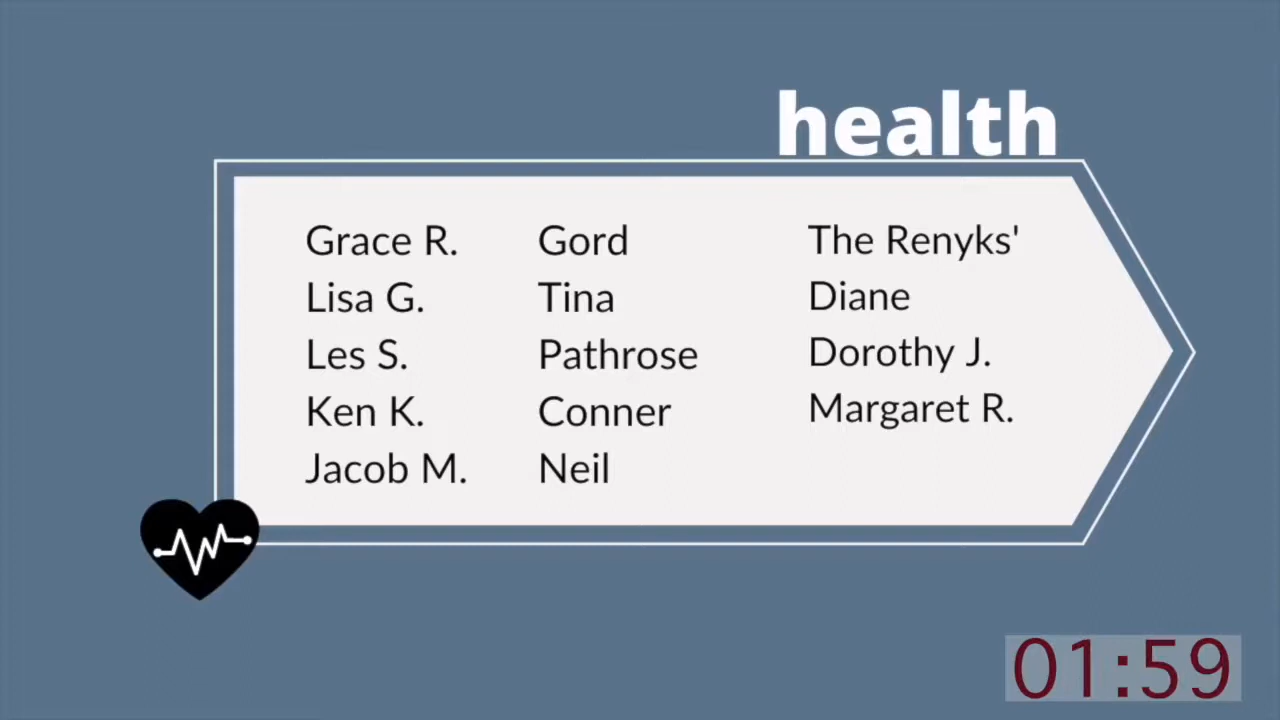 health
Grace R.
Lisa G.
Les S.
Ken K.
Jacob M.
Gord
Tina
Pathrose
Conner
Neil
The Renyks'
Diane
Dorothy J.
Margaret R.
01:59